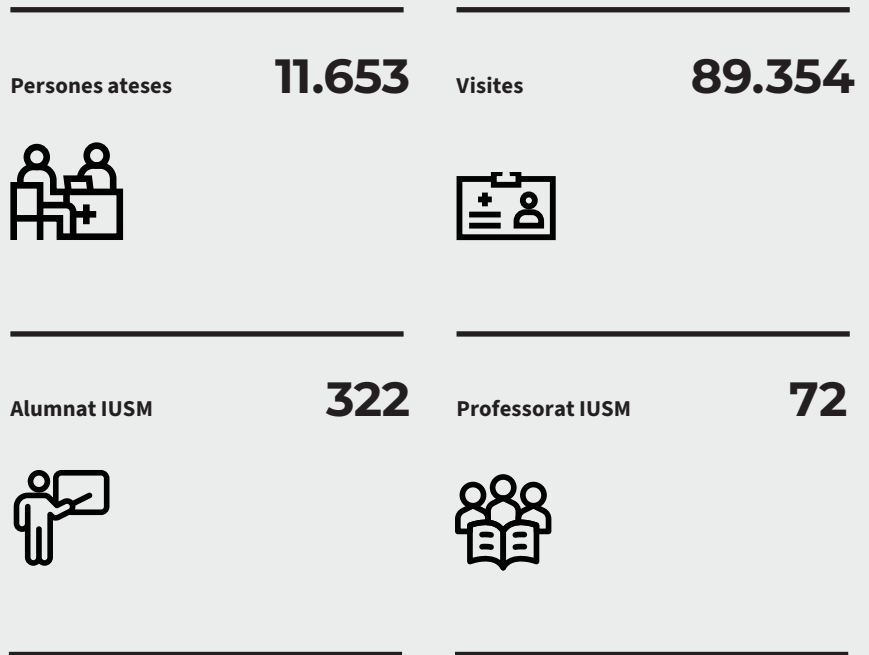 Persones ateses 11.653
Visites 89.354
Alumnat IUSM 322
Professorat IUSM 72